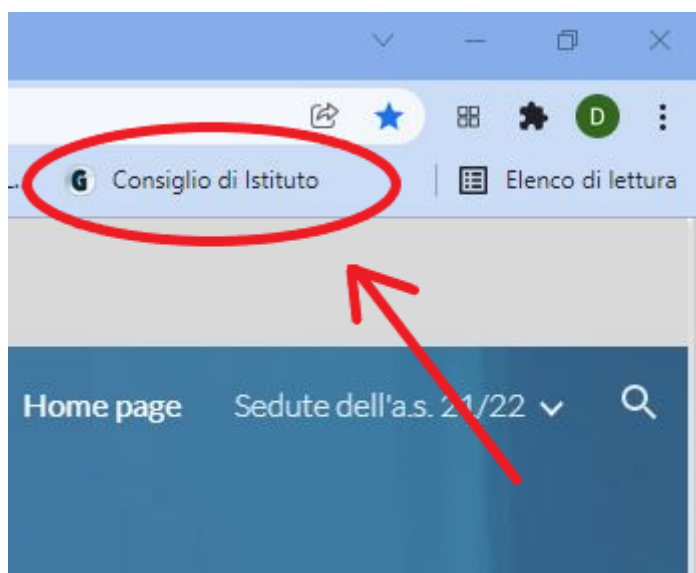 G Consiglio di Istituto Elenco di lettura
D
Home page Sedute dell'a.s. 21/22